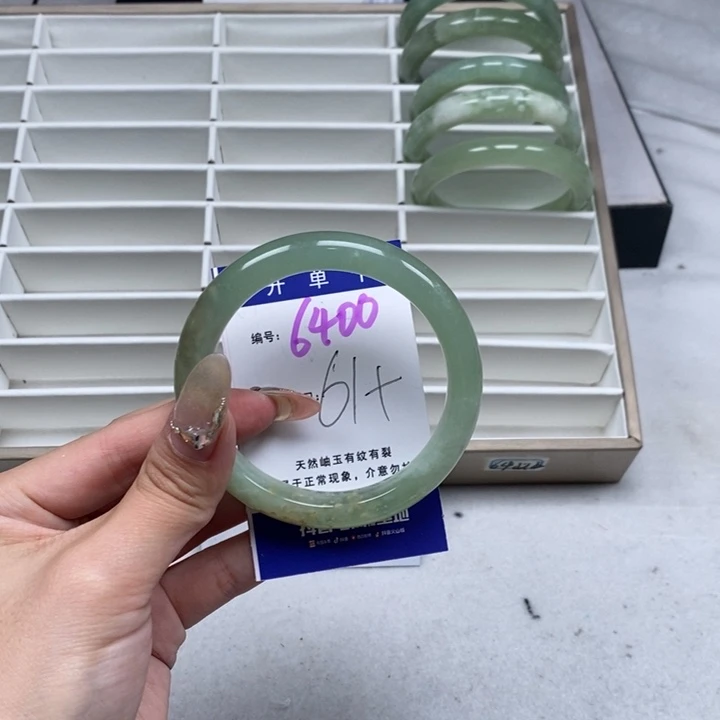 开单
编号: 6400
61+
天然岫玉有纹有裂
属于正常现象，介意勿